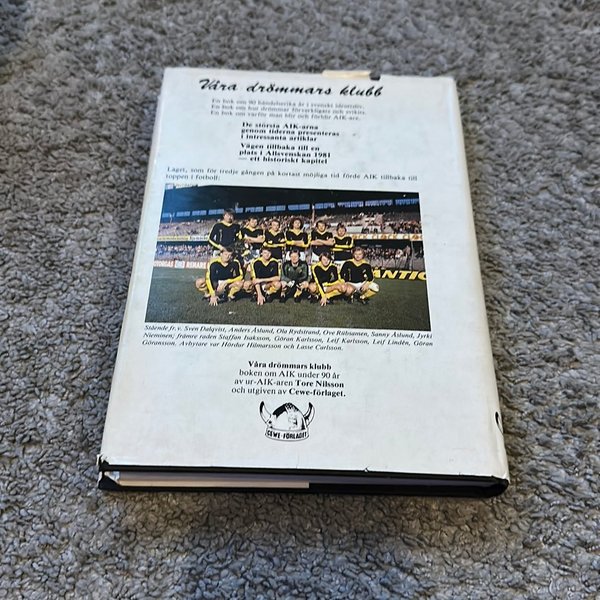 Våra drömmars klubb
En bok om 90 händelserika år i svenskt idrottsliv.
En bok om hur drömmar förverkligats och svikits.
En bok om varför man blir och förblir AIK-are.
De största AIK-arna
genom tiderna presenteras
i intressanta artiklar
Vägen tillbaka till en
plats i Allsvenskan 1981
— ett historiskt kapitel
Laget, som för tredje gången på kortast möjliga tid förde AIK tillbaka till
toppen i fotboll:
Stående fr.v. Sven Dalqvist, Anders Åslund, Ola Rydstrand, Ove Rübsamen, Sanny Åslund, Jyrki
Nieminen; främre raden Staffan Isaksson, Göran Karlsson, Leif Karlsson, Leif Lindén, Göran
Göransson. Avbytare var Hördur Hilmarsson och Lasse Carlsson.
Våra drömmars klubb
boken om AIK under 90 år
av ur-AIK-aren Tore Nilsson
och utgiven av Cewe-förlaget.
CEWE-FÖRLAGET